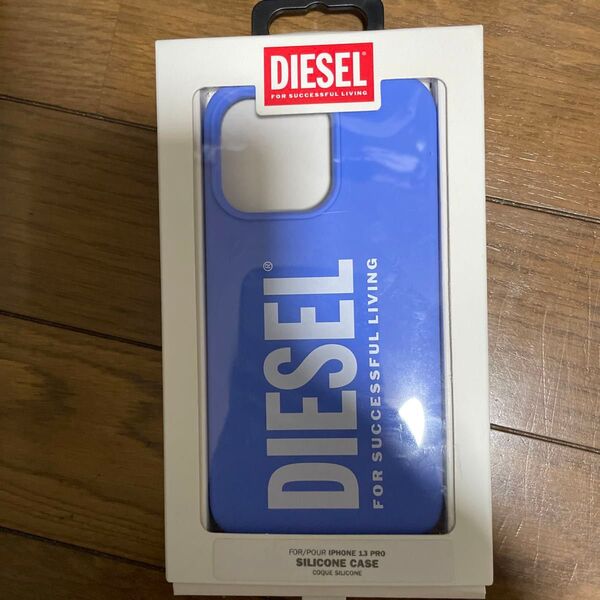 DIESEL
FOR SUCCESSFUL LIVING
DIESEL®
FOR SUCCESSFUL LIVING
FOR/POUR IPHONE 13 PRO
SILICONE CASE
COQUE SILICONE